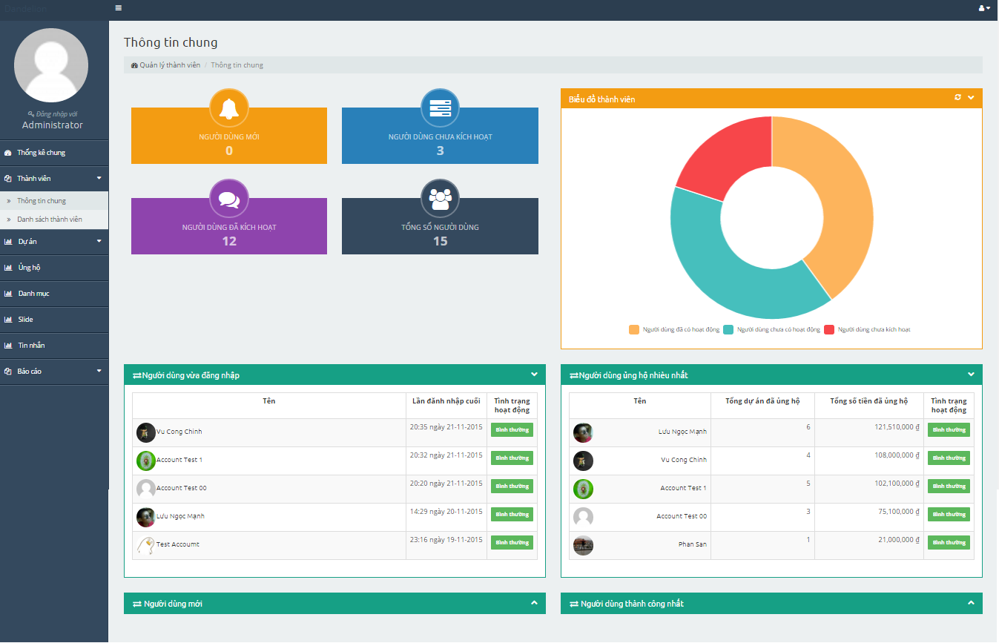 Dandelion
Đăng nhập với
Administrator
Thống kê chung
Thành viên
» Thông tin chung
» Danh sách thành viên
Dự án
Ủng hộ
Danh mục
Slide
Tin nhắn
Báo cáo
Thông tin chung
Quản lý thành viên / Thông tin chung
NGƯỜI DÙNG MỚI
0
NGƯỜI DÙNG CHƯA KÍCH HOẠT
3
NGƯỜI DÙNG ĐÃ KÍCH HOẠT
12
TỔNG SỐ NGƯỜI DÙNG
15
Biểu đồ thành viên
Người dùng đã có hoạt động Người dùng chưa có hoạt động Người dùng chưa kích hoạt
Người dùng vừa đăng nhập
Tên Lần đănh nhập cuối Tình trạng
hoạt động
Vu Cong Chinh 20:35 ngày 21-11-2015 Bình thường
Account Test 1 20:32 ngày 21-11-2015 Bình thường
Account Test 00 20:20 ngày 21-11-2015 Bình thường
Lưu Ngọc Mạnh 14:29 ngày 20-11-2015 Bình thường
Test Accoumt 23:16 ngày 19-11-2015 Bình thường
Người dùng ủng hộ nhiều nhất
Tên Tổng dự án đã ủng hộ Tổng số tiền đã ủng hộ Tình trạng
hoạt động
Lưu Ngọc Mạnh 6 121,510,000 ₫ Bình thường
Vu Cong Chinh 4 108,000,000 ₫ Bình thường
Account Test 1 5 102,100,000 ₫ Bình thường
Account Test 00 3 75,100,000 ₫ Bình thường
Phan San 1 21,000,000 ₫ Bình thường
Người dùng mới
Người dùng thành công nhất